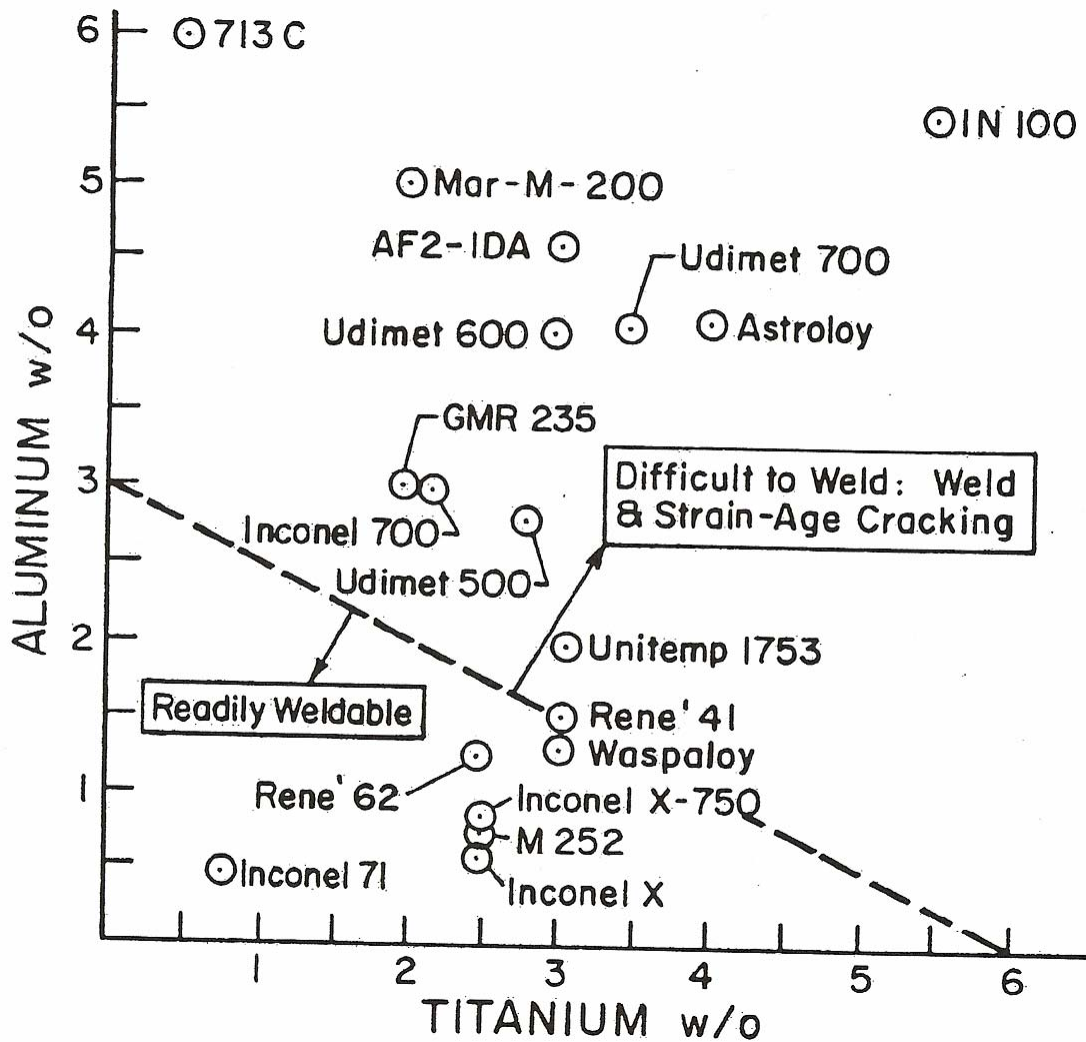 6
713 C
IN 100
5
Mar-M-200
AF2-1DA
Udimet 700
4
Udimet 600
Astroloy
GMR 235
3
Difficult to Weld: Weld
& Strain-Age Cracking
Inconel 700
Udimet 500
2
Unitemp 1753
Readily Weldable
Rene' 41
Waspaloy
1
Rene' 62
Inconel X-750
M 252
Inconel 71
Inconel X
ALUMINUM w/o
1
2
3
4
5
6
TITANIUM w/o